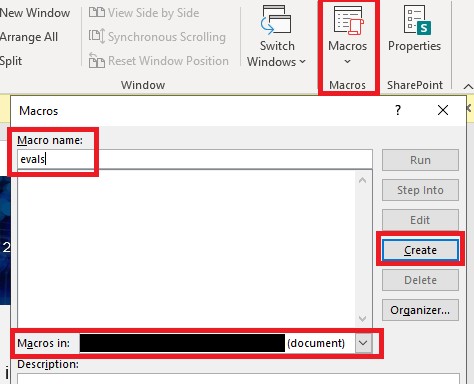 New Window
View Side by Side
Arrange All
Synchronous Scrolling
Split
Reset Window Position
Switch
Windows
Macros
Properties
Window
Macros
SharePoint
Macros
?
Macro name:
evals
Run
Step Into
Edit
Create
Delete
Organizer...
Macros in:
(document)
Description:
2
i